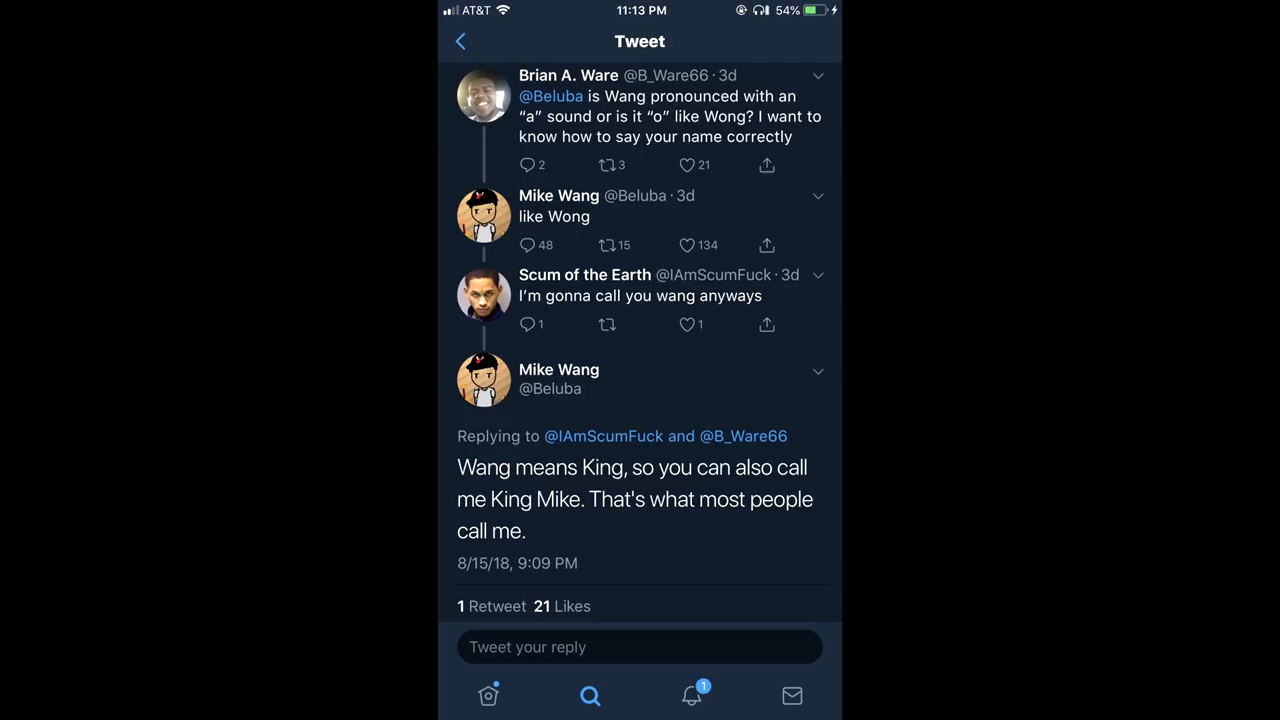 AT&T 11:13 PM 54%
Tweet
Brian A. Ware @B_Ware66 · 3d
@Beluba is Wang pronounced with an
“a” sound or is it “o” like Wong? I want to
know how to say your name correctly
2 3 21
Mike Wang @Beluba · 3d
like Wong
48 15 134
Scum of the Earth @IAmScumFuck · 3d
I’m gonna call you wang anyways
1 1
Mike Wang
@Beluba
Replying to @IAmScumFuck and @B_Ware66
Wang means King, so you can also call
me King Mike. That's what most people
call me.
8/15/18, 9:09 PM
1 Retweet 21 Likes
Tweet your reply
1